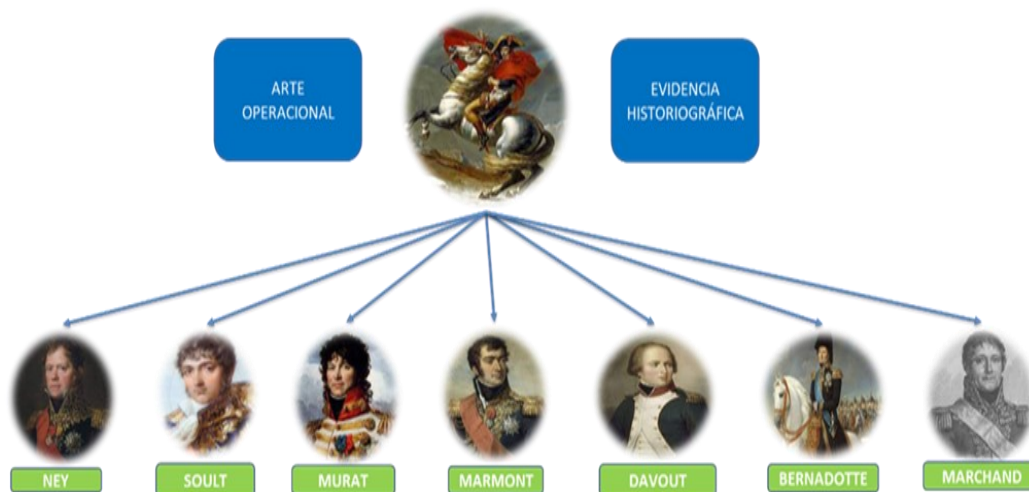 ARTE
OPERACIONAL
EVIDENCIA
HISTORIOGRÁFICA
NEY
SOULT
MURAT
MARMONT
DAVOUT
BERNADOTTE
MARCHAND